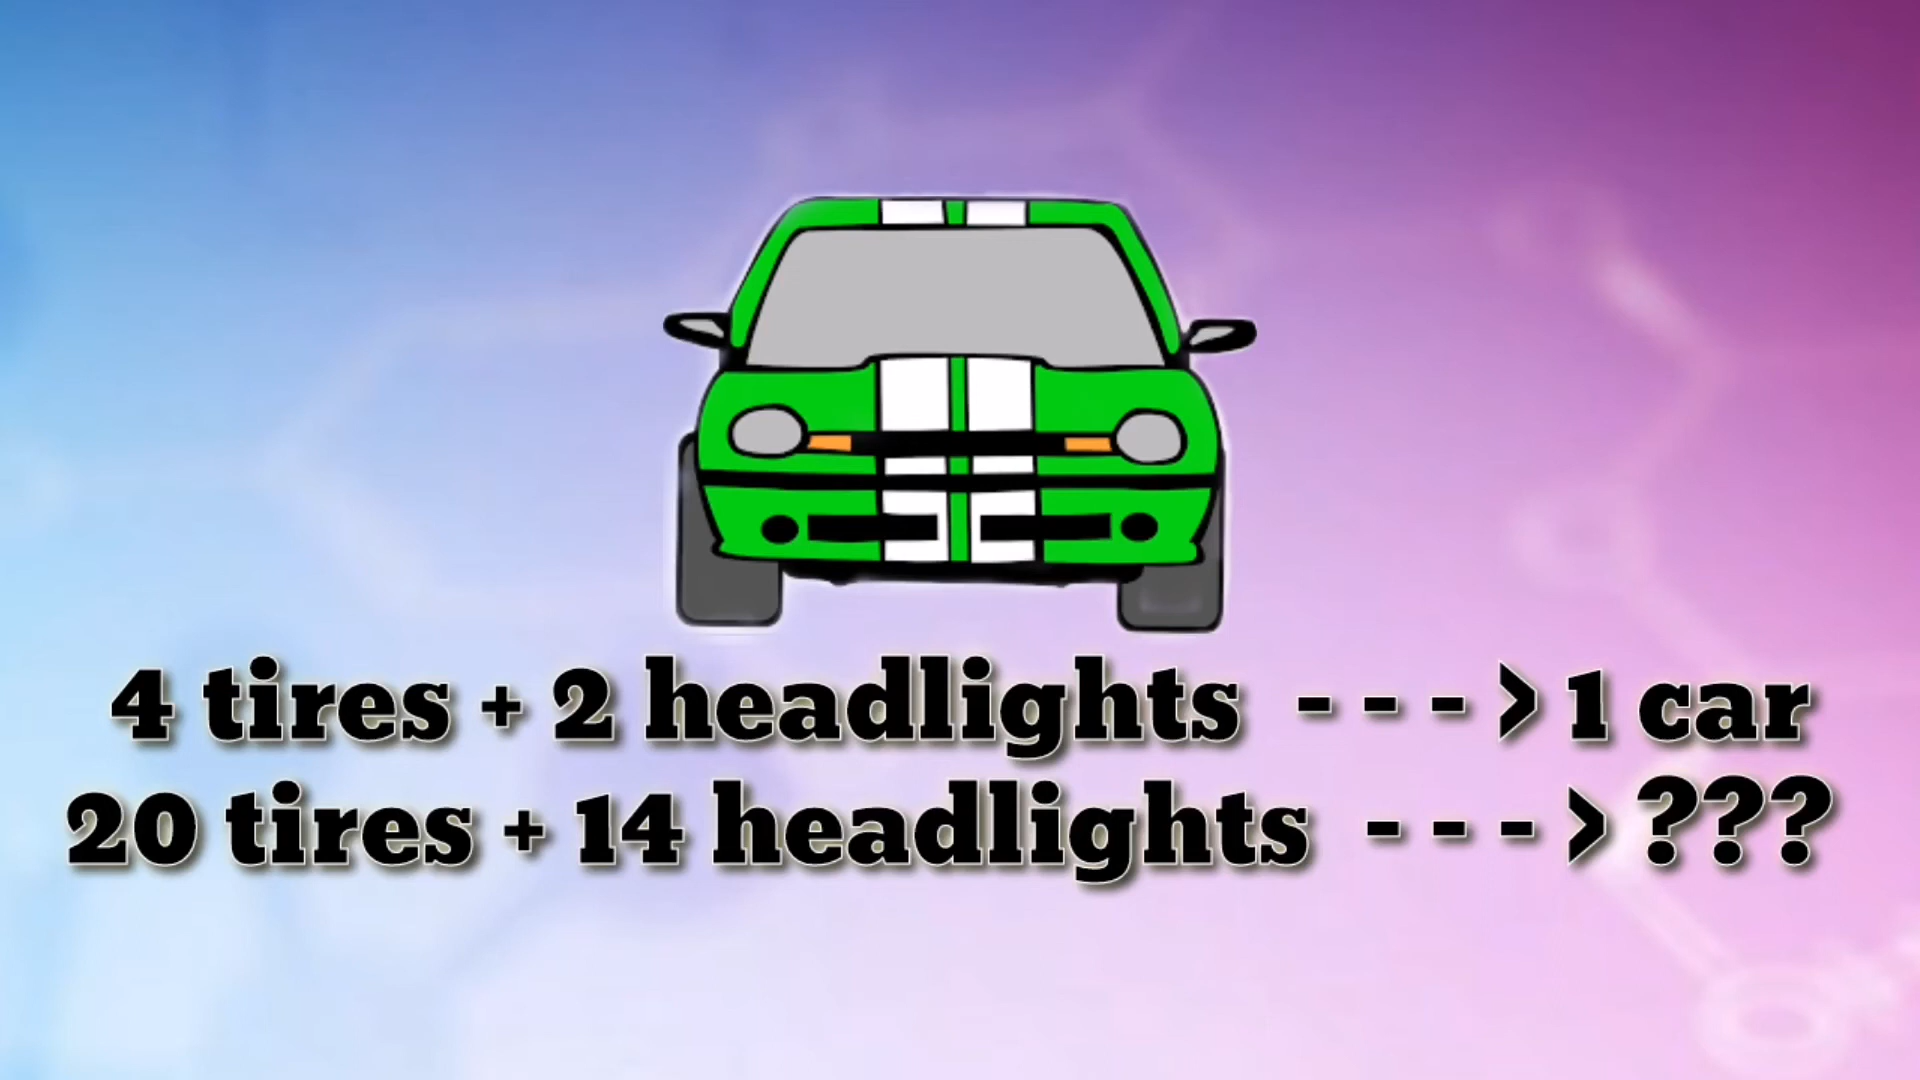 4 tires + 2 headlights - - - > 1 car
20 tires + 14 headlights - - - > ???